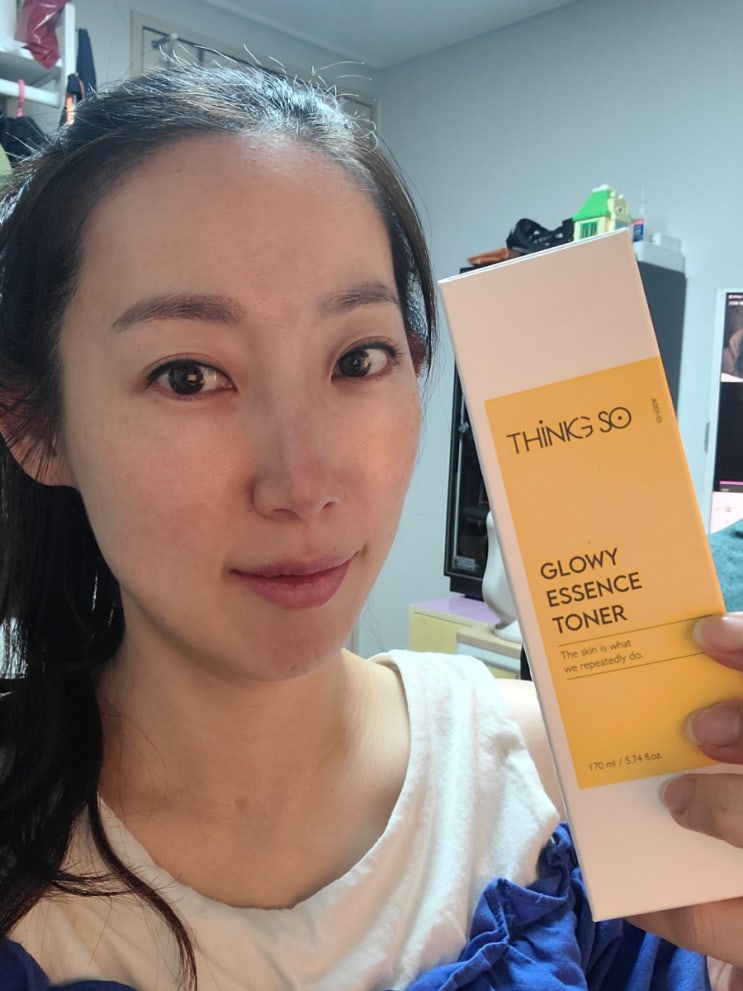 THiNKG SO
GLOWY
ESSENCE
TONER
The skin is what
we repeatedly do.
170 ml / 5.74 fl.oz.